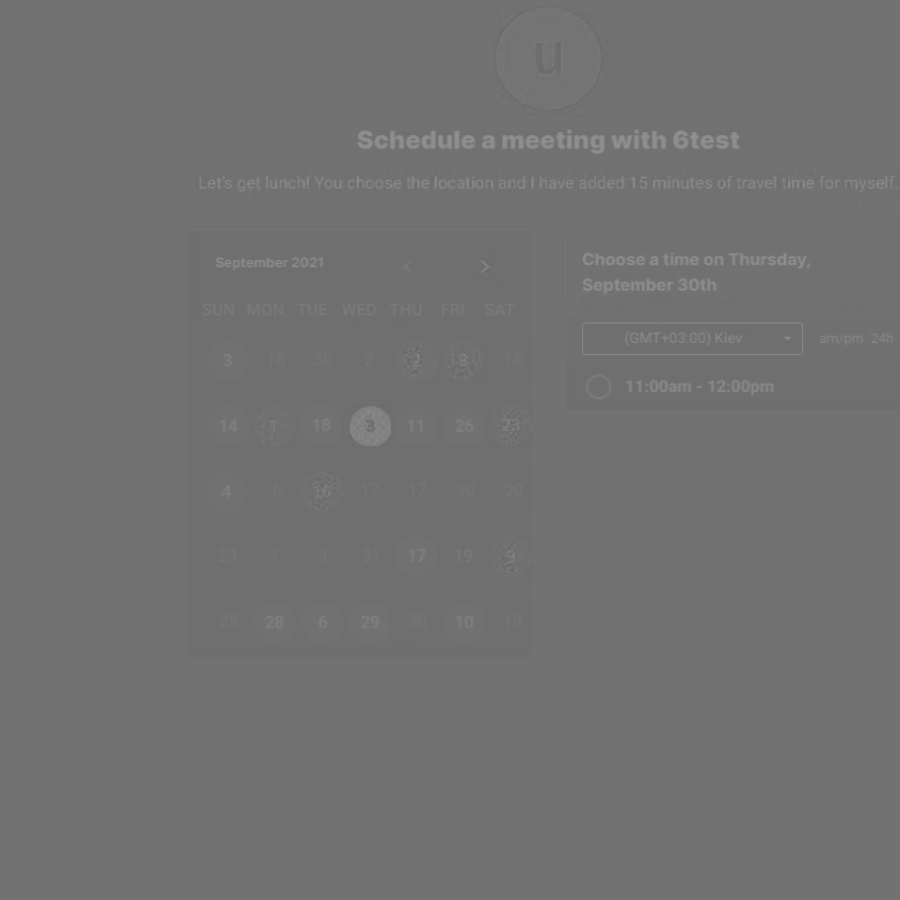 U
Schedule a meeting with 6test
Let's get lunch! You choose the location and I have added 15 minutes of travel time for myself.
September 2021
SUN MON TUE WED THU FRI SAT
3 18 30 2 2 18
14 1 18 3 11 26 23
4 6 16 17 17 30 20
23 7 3 31 17 19 9
25 28 6 29 30 10 18
Choose a time on Thursday,
September 30th
(GMT+03:00) Kiev am/pm 24h
11:00am - 12:00pm